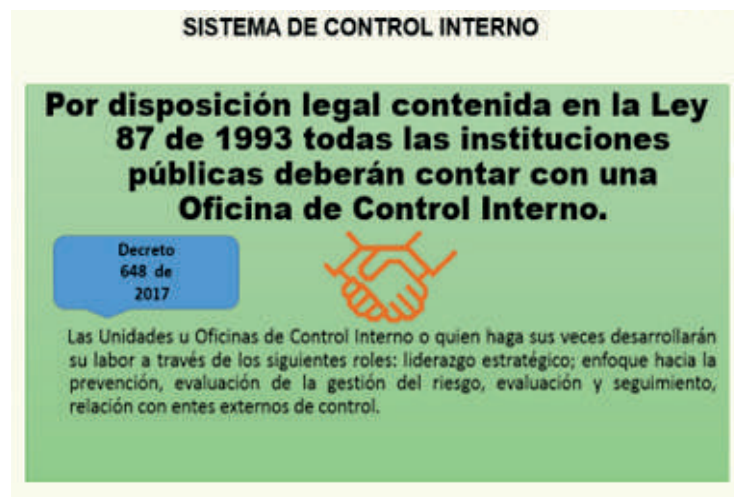 SISTEMA DE CONTROL INTERNO
Por disposición legal contenida en la Ley
87 de 1993 todas las instituciones
públicas deberán contar con una
Oficina de Control Interno.
Decreto
648 de
2017
Las Unidades u Oficinas de Control Interno o quien haga sus veces desarrollarán
su labor a través de los siguientes roles: liderazgo estratégico; enfoque hacia la
prevención, evaluación de la gestión del riesgo, evaluación y seguimiento,
relación con entes externos de control.